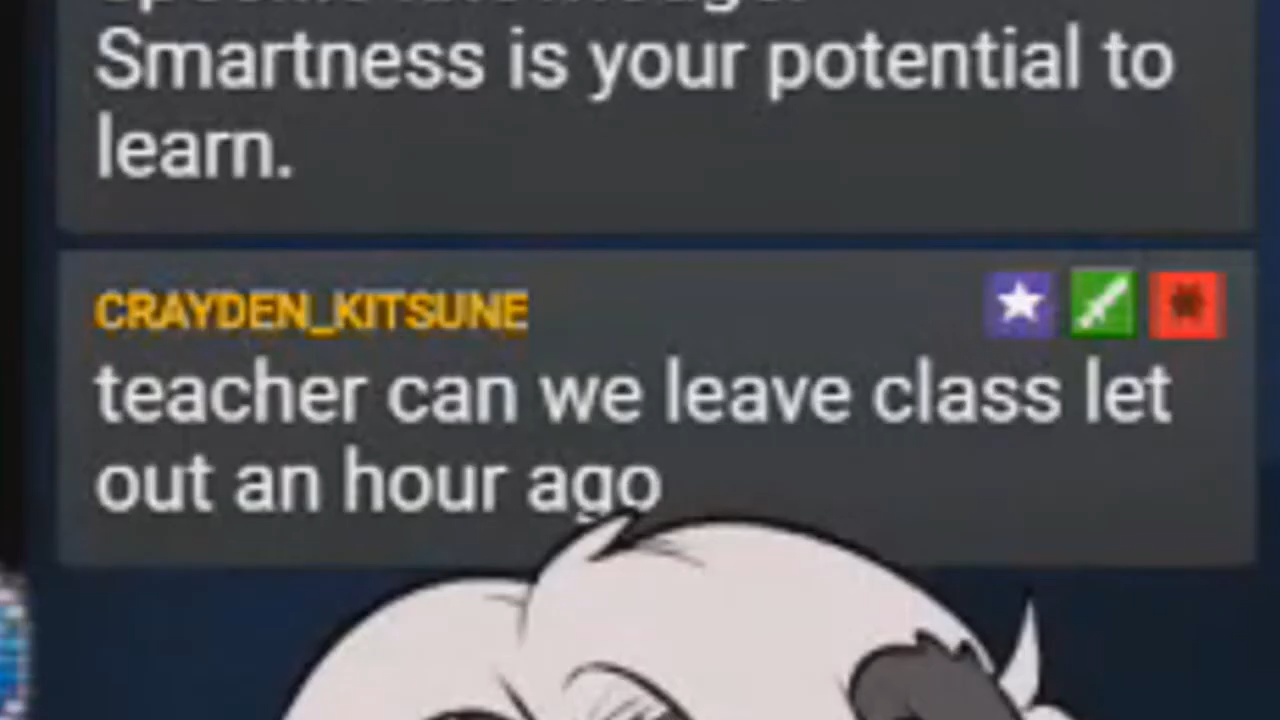 Smartness is your potential to
learn.
CRAYDEN_KITSUNE
teacher can we leave class let
out an hour ago